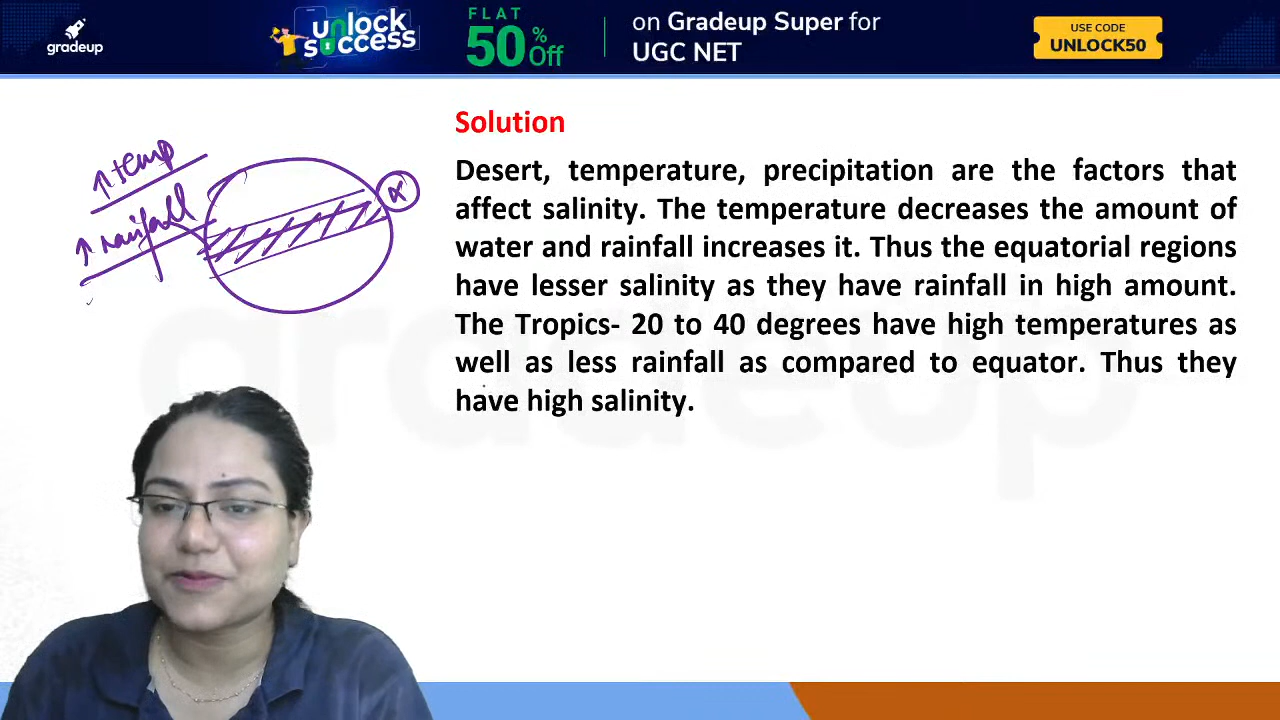 gradeup
unlock
success
FLAT
50% Off
on Gradeup Super for
UGC NET
USE CODE
UNLOCK50
Solution
Desert, temperature, precipitation are the factors that
affect salinity. The temperature decreases the amount of
water and rainfall increases it. Thus the equatorial regions
have lesser salinity as they have rainfall in high amount.
The Tropics- 20 to 40 degrees have high temperatures as
well as less rainfall as compared to equator. Thus they
have high salinity.
↑temp
↑rainfall
gradeup